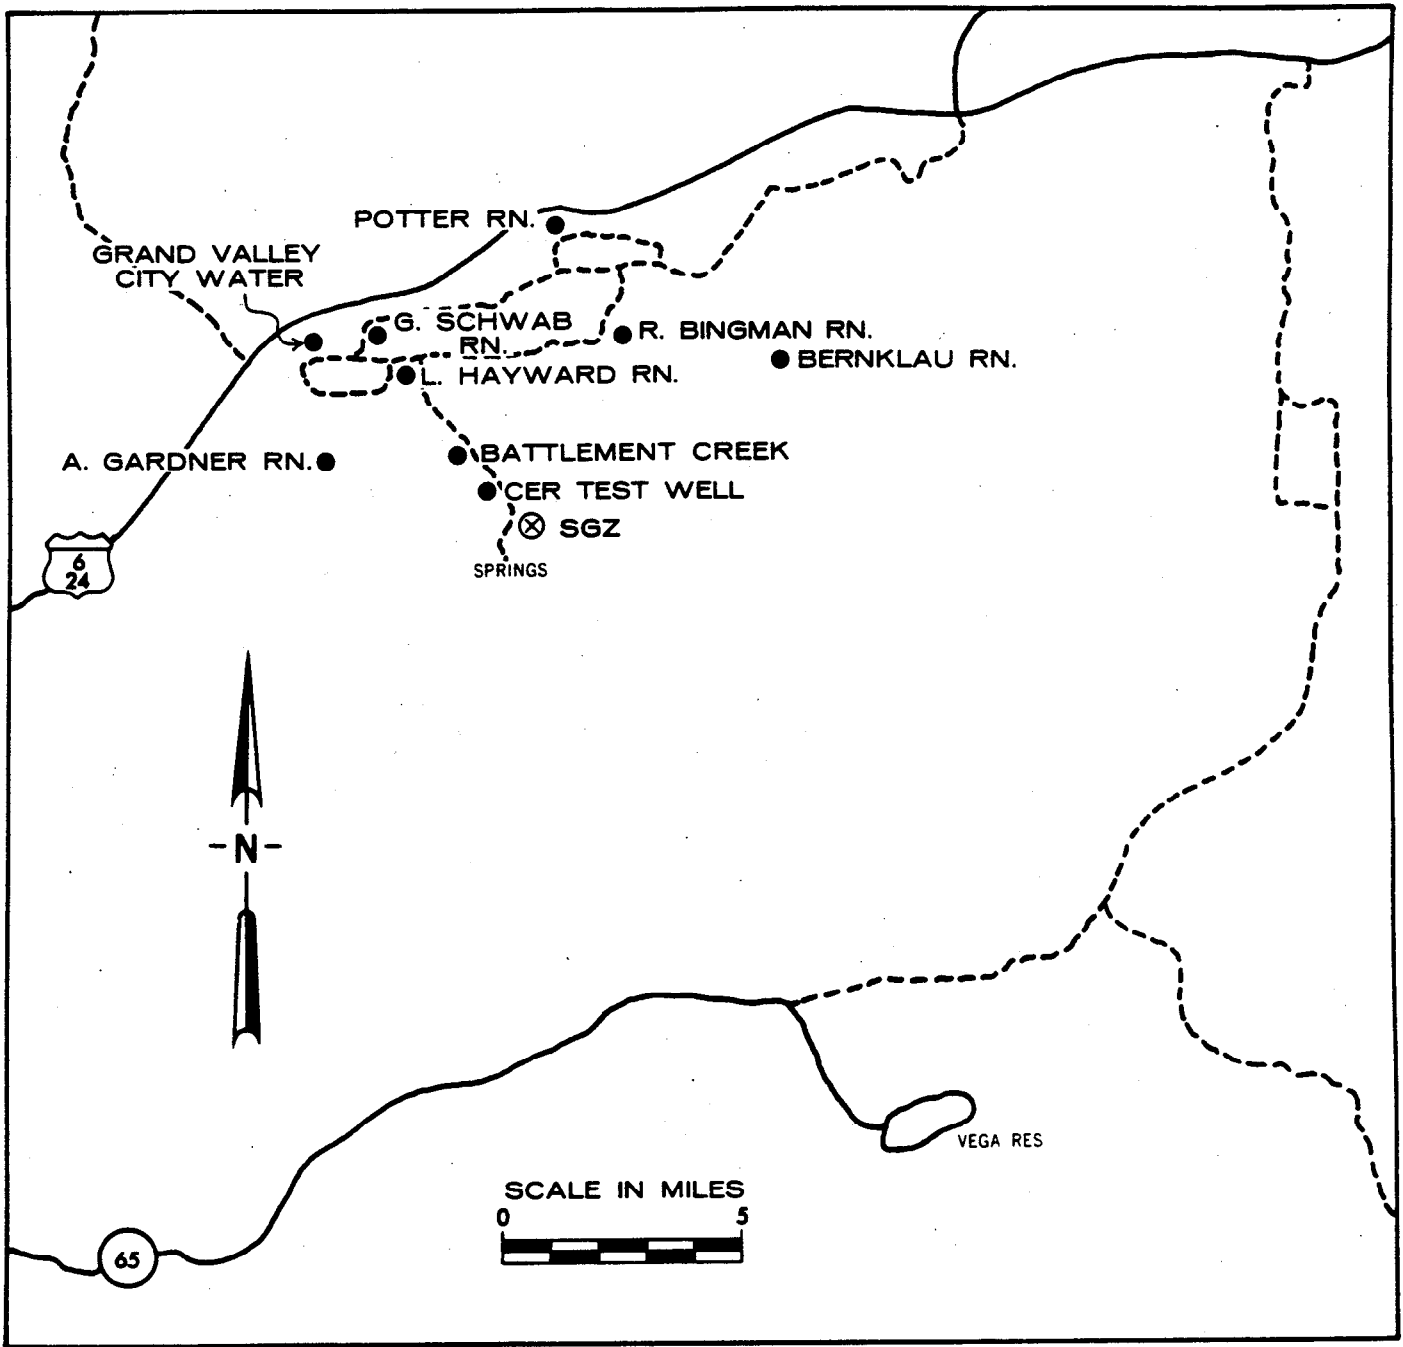 POTTER RN.
GRAND VALLEY
CITY WATER
G. SCHWAB
RN.
R. BINGMAN RN.
BERNKLAU RN.
L. HAYWARD RN.
A. GARDNER RN.
BATTLEMENT CREEK
CER TEST WELL
SGZ
SPRINGS
6
24
N
VEGA RES
SCALE IN MILES
0 5
65